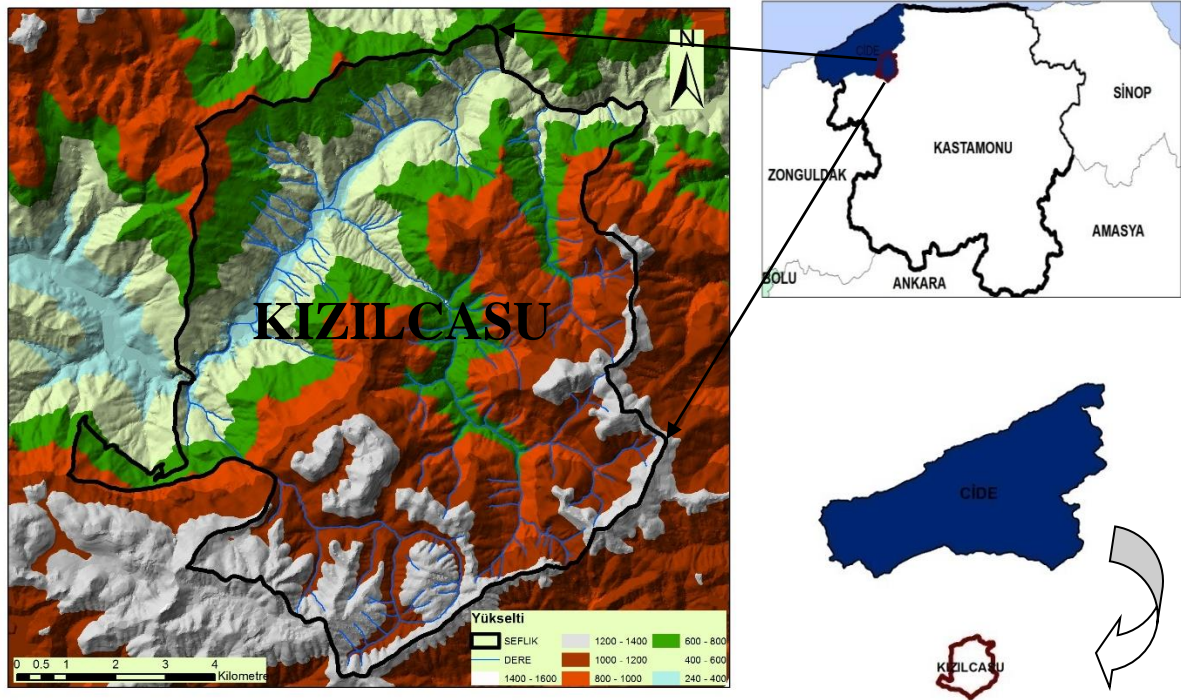 N
KIZILCASU
Yükselti
SEFLIK
DERE
1400 - 1600
1200 - 1400
1000 - 1200
800 - 1000
600 - 800
400 - 600
240 - 400
0 0.5 1 2 3 4
Kilometre
CİDE
SİNOP
KASTAMONU
ZONGULDAK
AMASYA
BOLU
ANKARA
CİDE
KIZILCASU